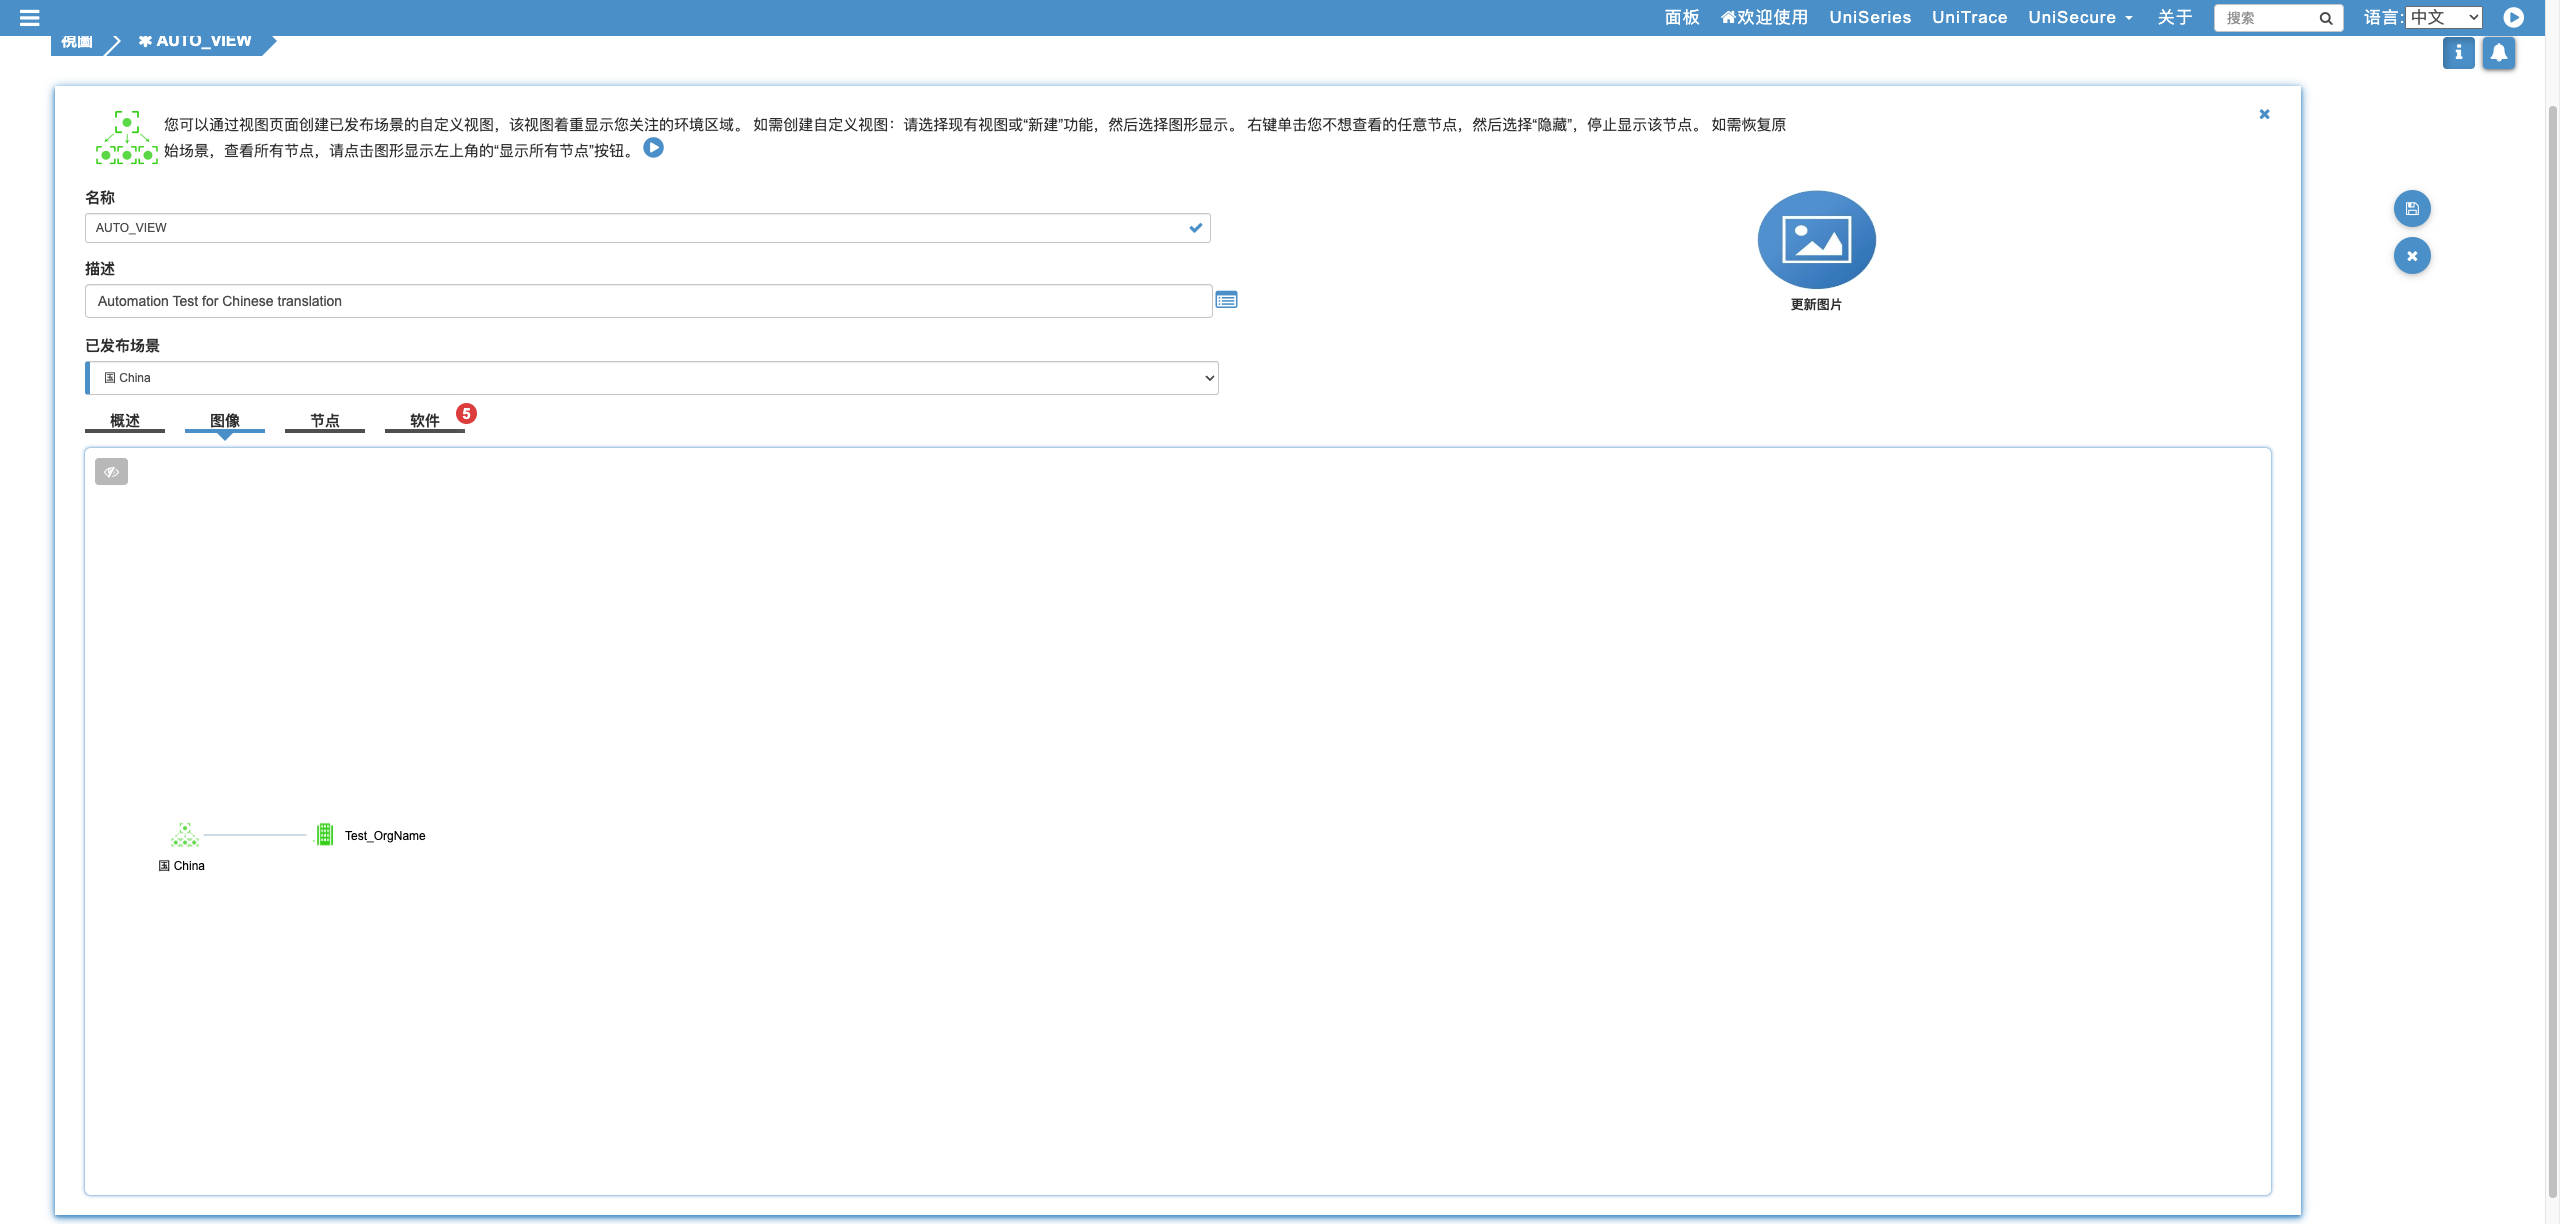 面板 欢迎使用 UniSeries UniTrace UniSecure 关于 搜索 语言: 中文
視圖 ✱ AUTO_VIEW
您可以通过视图页面创建已发布场景的自定义视图，该视图着重显示您关注的环境区域。 如需创建自定义视图：请选择现有视图或“新建”功能，然后选择图形显示。 右键单击您不想查看的任意节点，然后选择“隐藏”，停止显示该节点。 如需恢复原
始场景，查看所有节点，请点击图形显示左上角的“显示所有节点”按钮。
名称
AUTO_VIEW
更新图片
描述
Automation Test for Chinese translation
已发布场景
国 China
概述 图像 节点 软件 5
Test_OrgName
国 China